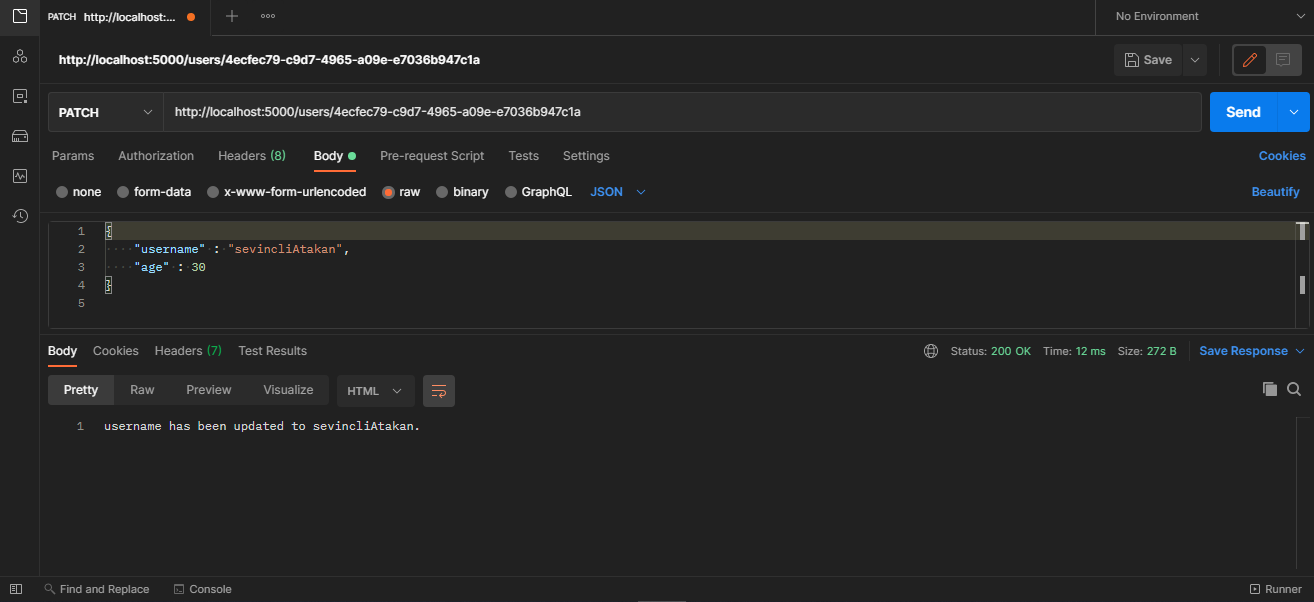 PATCH http://localhost:...
No Environment
http://localhost:5000/users/4ecfec79-c9d7-4965-a09e-e7036b947c1a
Save
PATCH http://localhost:5000/users/4ecfec79-c9d7-4965-a09e-e7036b947c1a Send
Params Authorization Headers (8) Body Pre-request Script Tests Settings Cookies
none form-data x-www-form-urlencoded raw binary GraphQL JSON Beautify
1 {
2 "username" : "sevincliAtakan",
3 "age" : 30
4 }
5
Body Cookies Headers (7) Test Results Status: 200 OK Time: 12 ms Size: 272 B Save Response
Pretty Raw Preview Visualize HTML
1 username has been updated to sevincliAtakan.
Find and Replace Console Runner